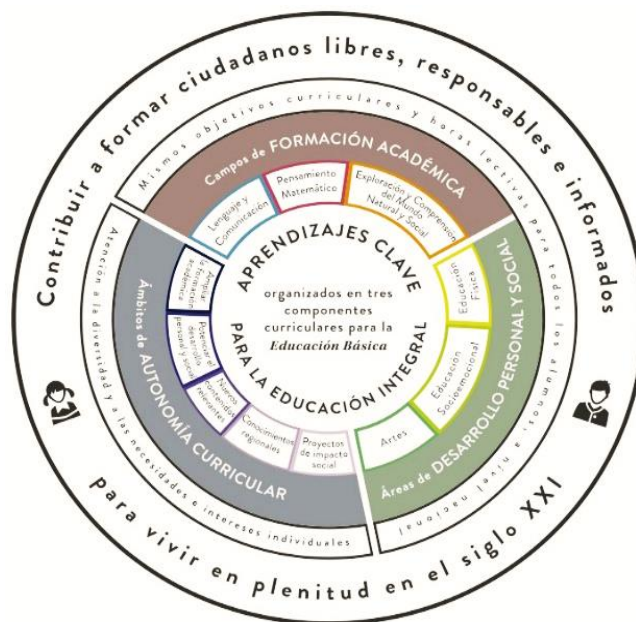 Contribuir a formar ciudadanos libres, responsables e informados
para vivir en plenitud en el siglo XXI
Mismos objetivos curriculares y horas lectivas para todos los alumnos, a nivel nacional
Atención a la diversidad y a las necesidades e intereses individuales
Campos de FORMACIÓN ACADÉMICA
Lenguaje y
Comunicación
Pensamiento
Matemático
Exploración y Comprensión
del Mundo
Natural y Social
Áreas de DESARROLLO PERSONAL Y SOCIAL
Educación
Física
Educación
Socioemocional
Artes
Ámbitos de AUTONOMÍA CURRICULAR
Ampliar
la formación
académica
Potenciar el
desarrollo
personal y social
Nuevos
contenidos
relevantes
Conocimientos
regionales
Proyectos
de impacto
social
APRENDIZAJES CLAVE
organizados en tres
componentes
curriculares para la
Educación Básica
PARA LA EDUCACIÓN INTEGRAL